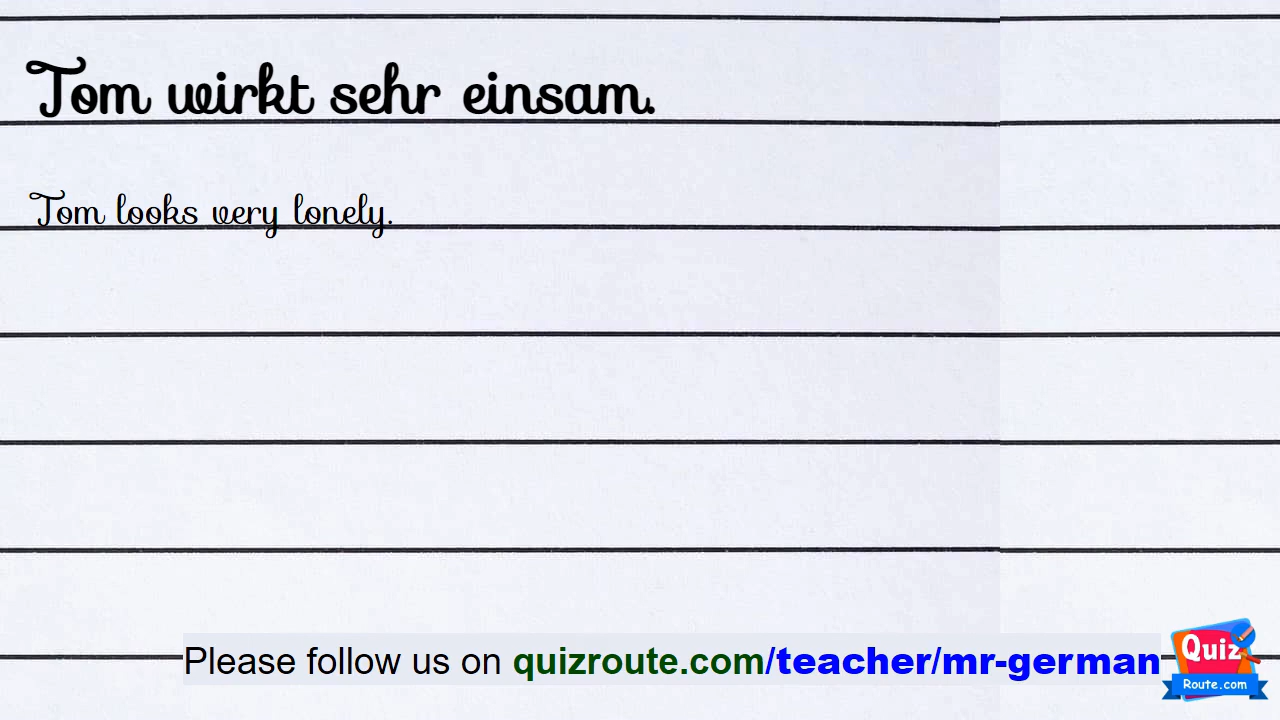 Tom wirkt sehr einsam.
Tom looks very lonely.
Please follow us on quizroute.com/teacher/mr-german
Quiz
Route.com